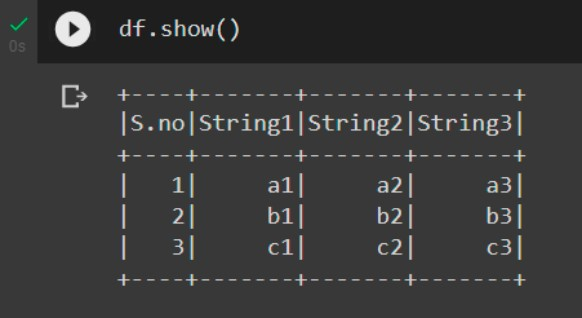 df.show()
0s
+----+-------+-------+-------+
|S.no|String1|String2|String3|
+----+-------+-------+-------+
|   1|     a1|     a2|     a3|
|   2|     b1|     b2|     b3|
|   3|     c1|     c2|     c3|
+----+-------+-------+-------+